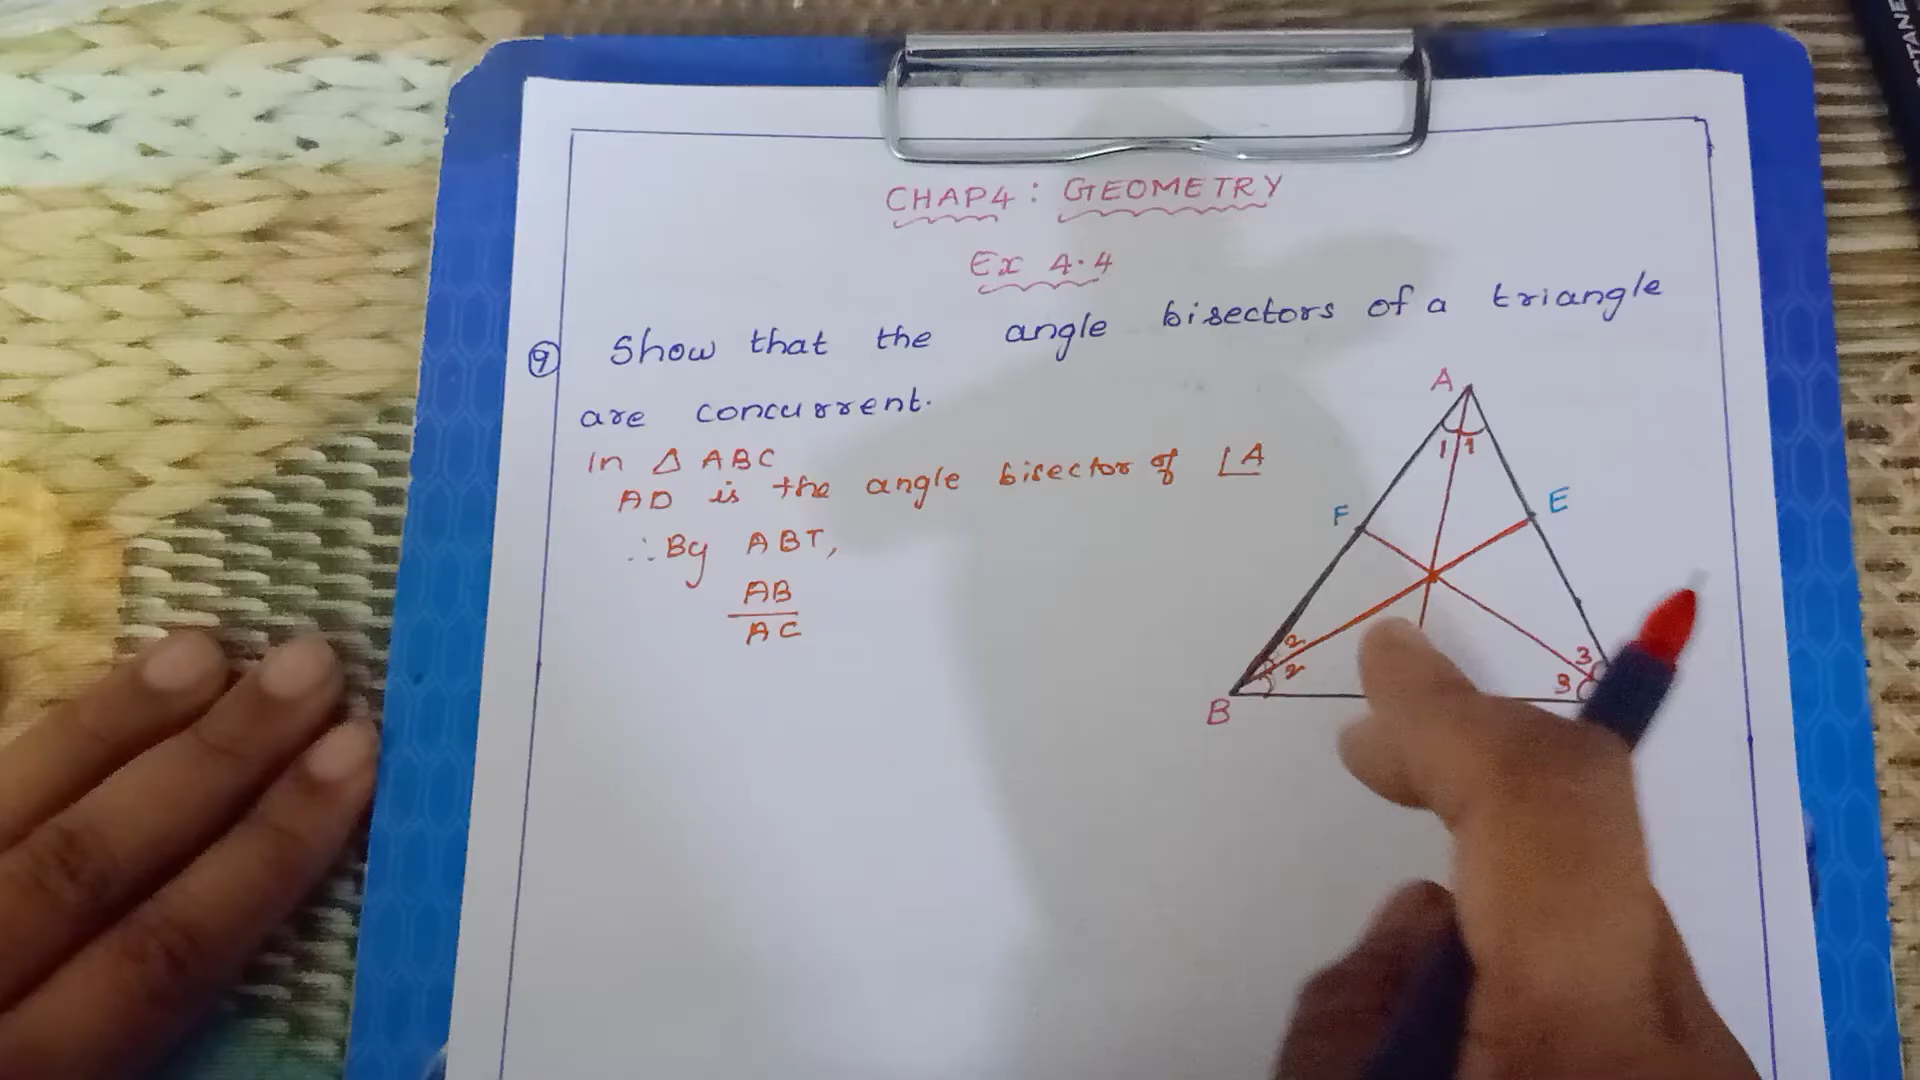 CHAP4 : GEOMETRY
Ex 4.4
9 Show that the angle bisectors of a triangle
are concurrent.
In Δ ABC
AD is the angle bisector of ∠A
∴ By ABT,
AB
AC
A
1 1
F
E
2
2
3
3
B